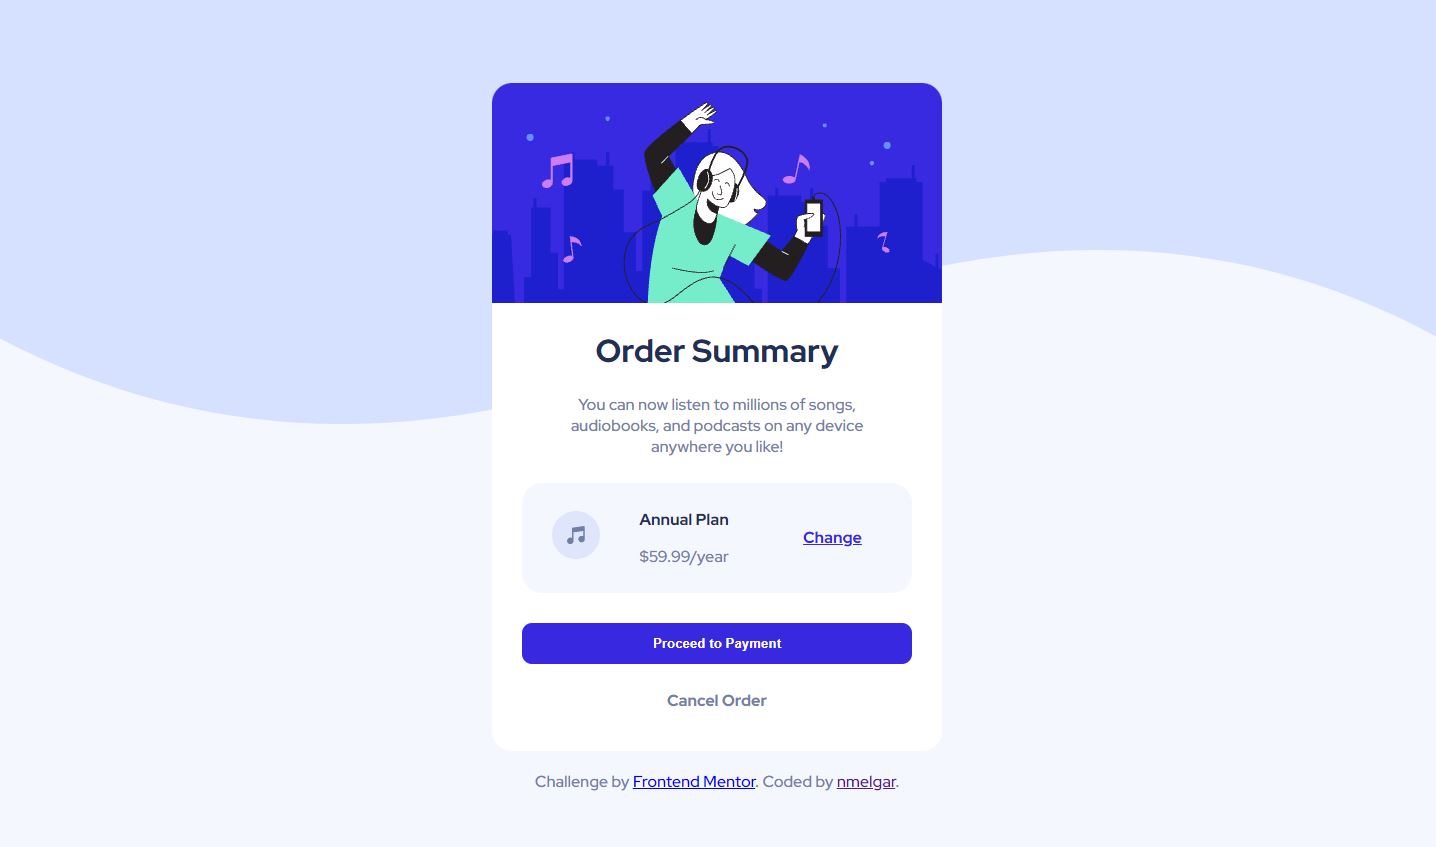 Order Summary
You can now listen to millions of songs,
audiobooks, and podcasts on any device
anywhere you like!
Annual Plan
$59.99/year
Change
Proceed to Payment
Cancel Order
Challenge by Frontend Mentor. Coded by nmelgar.